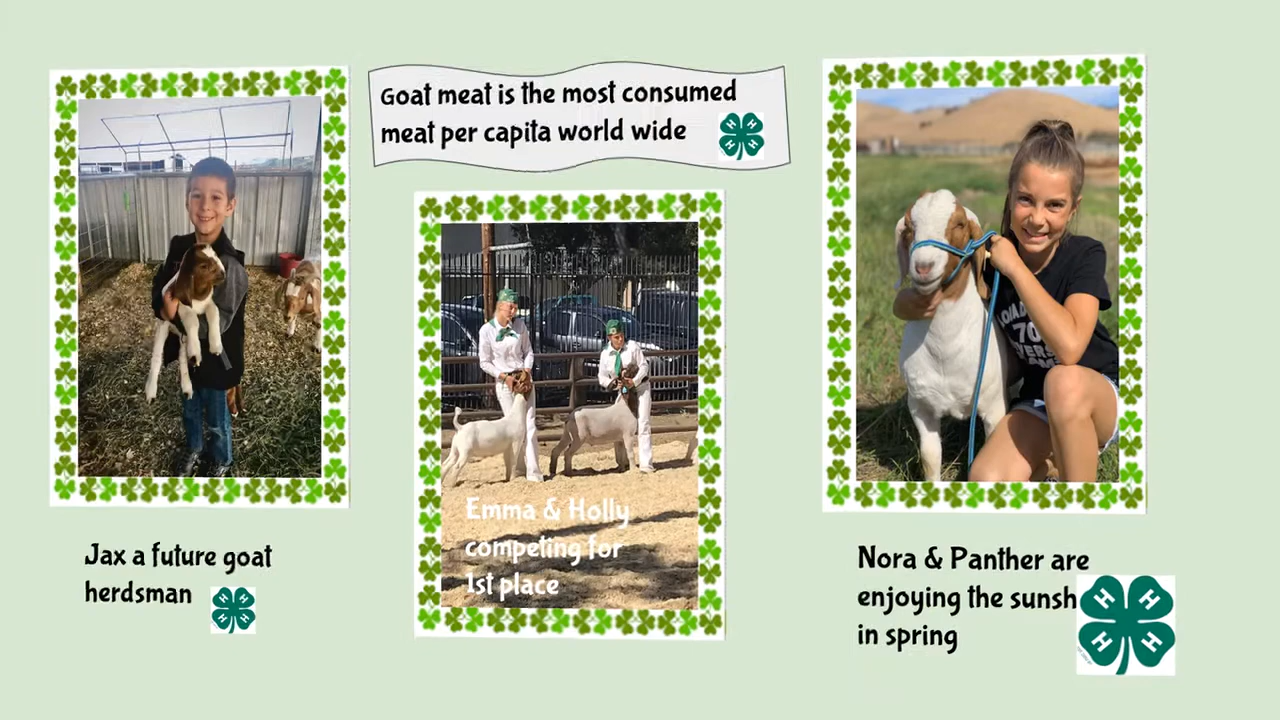 Goat meat is the most consumed
meat per capita world wide
H H
H H
Emma & Holly
competing for
1st place
Jax a future goat
herdsman
H H
H H
Nora & Panther are
enjoying the sunsh
in spring
H H
H H
70